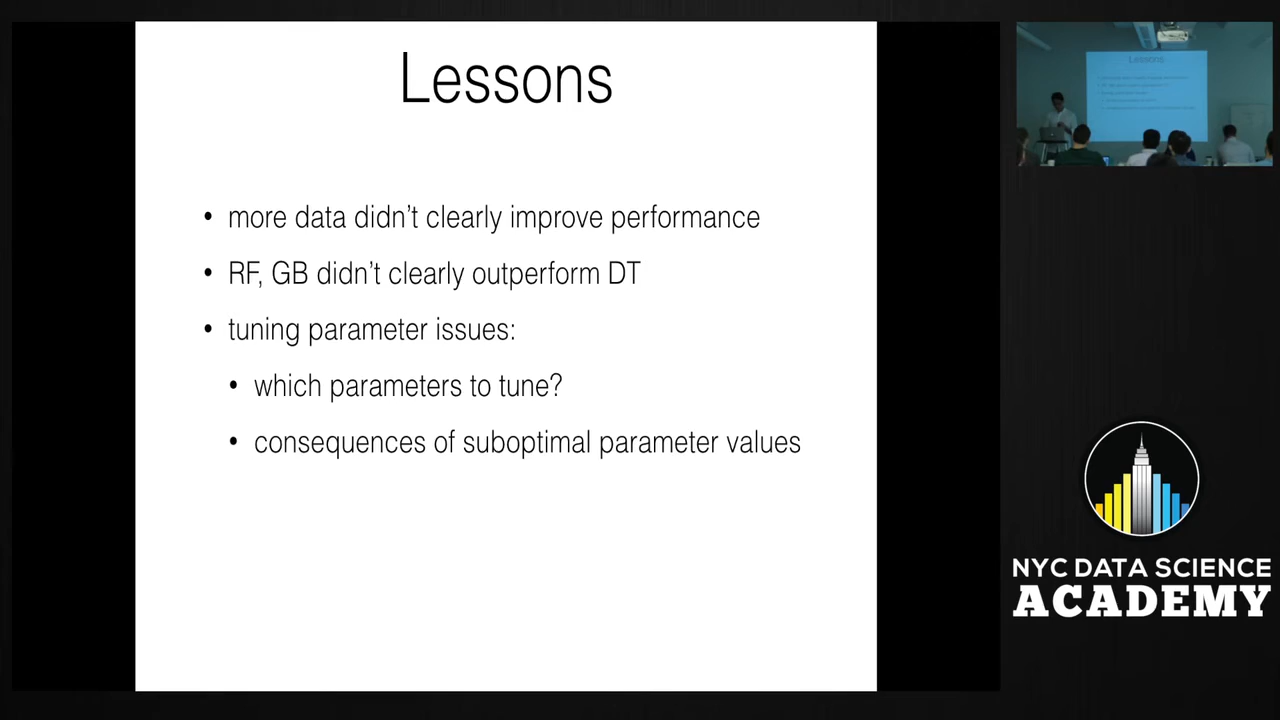 Lessons
• more data didn't clearly improve performance
• RF, GB didn't clearly outperform DT
• tuning parameter issues:
• which parameters to tune?
• consequences of suboptimal parameter values
Lessons
NYC DATA SCIENCE
ACADEMY